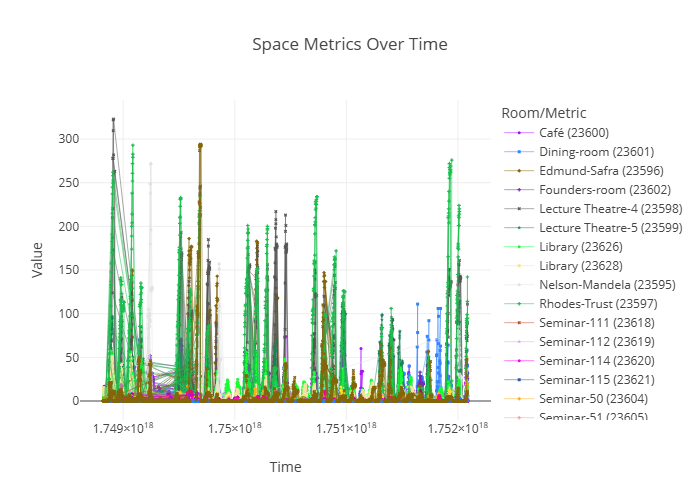 Space Metrics Over Time
Room/Metric
Café (23600)
Dining-room (23601)
Edmund-Safra (23596)
Founders-room (23602)
Lecture Theatre-4 (23598)
Lecture Theatre-5 (23599)
Library (23626)
Library (23628)
Nelson-Mandela (23595)
Rhodes-Trust (23597)
Seminar-111 (23618)
Seminar-112 (23619)
Seminar-114 (23620)
Seminar-115 (23621)
Seminar-50 (23604)
Seminar-51 (23605)
Value
300
250
200
150
100
50
0
1.749×10¹⁸ 1.75×10¹⁸ 1.751×10¹⁸ 1.752×10¹⁸
Time